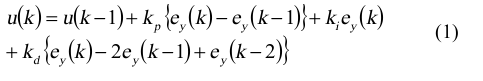 u(k) = u(k−1) + k_p {e_y(k) − e_y(k−1)} + k_i e_y(k) (1)
+ k_d {e_y(k) − 2e_y(k−1) + e_y(k−2)}